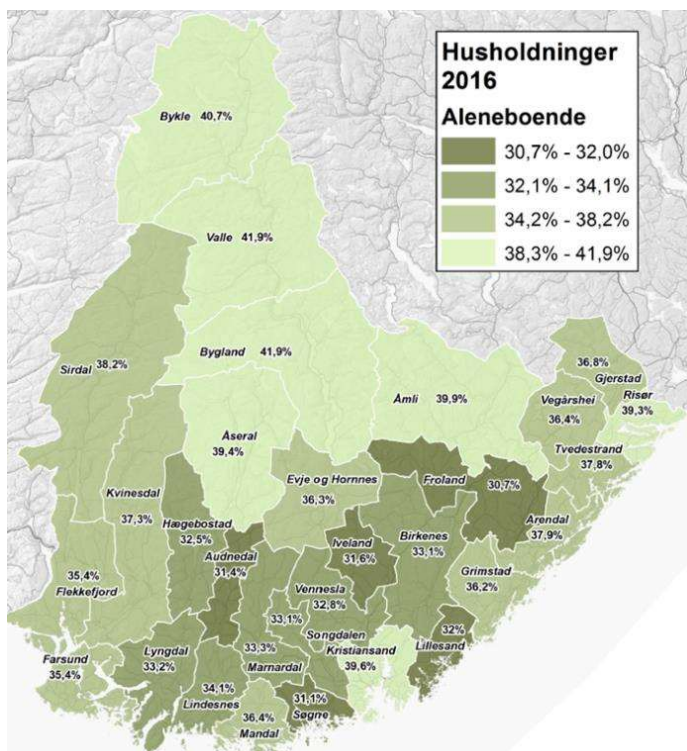 Husholdninger
2016
Aleneboende
30,7% - 32,0%
32,1% - 34,1%
34,2% - 38,2%
38,3% - 41,9%
Bykle 40,7%
Valle 41,9%
Bygland 41,9%
Sirdal 38,2%
Åmli 39,9%
36,8%
Gjerstad
Risør
39,3%
Vegårshei
36,4%
Tvedestrand
37,8%
Åseral
39,4%
Evje og Hornnes
36,3%
Froland 30,7%
Arendal
37,9%
Kvinesdal
37,3%
Hægebostad
32,5%
Audnedal
31,4%
Iveland
31,6%
Birkenes
33,1%
Grimstad
36,2%
35,4%
Flekkefjord
Vennesla
32,8%
33,1%
Songdalen
32%
Lillesand
Farsund
35,4%
Lyngdal
33,2%
33,3%
Marnardal
Kristiansand
39,6%
34,1%
Lindesnes
36,4%
Mandal
31,1%
Søgne